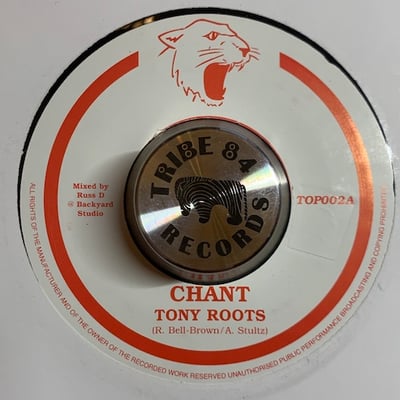 TRIBE 84
RECORDS
Mixed by
Russ D
@ Backyard
Studio
TOP002A
CHANT
TONY ROOTS
(R. Bell-Brown/A. Stultz)
ALL RIGHTS OF THE MANUFACTURER AND OF THE OWNER OF THE RECORDED WORK RESERVED UNAUTHORISED PUBLIC PERFORMANCE BROADCASTING AND COPYING PROHIBITED